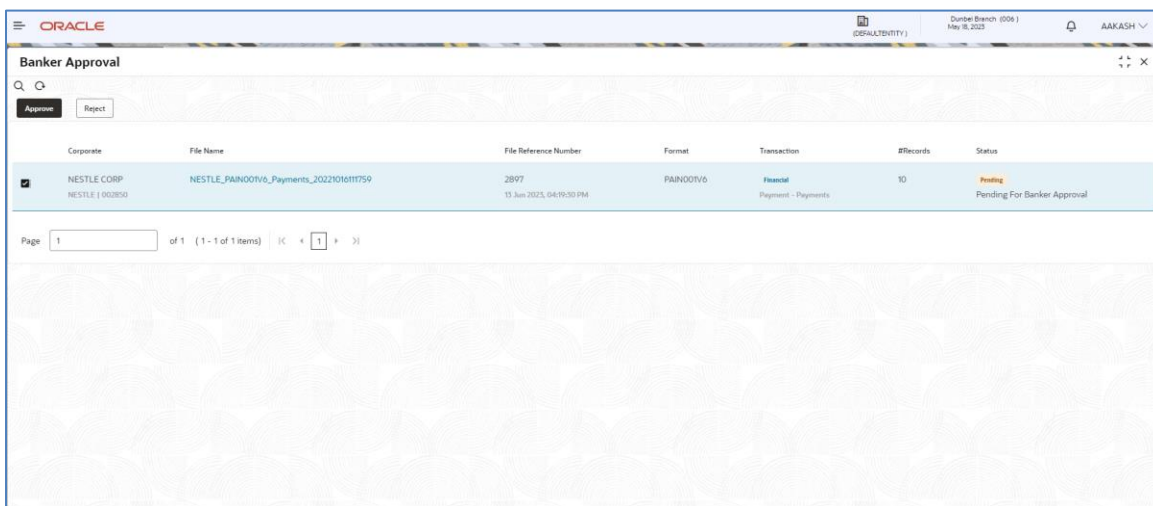 ORACLE
(DEFAULTENTITY)
Dunbei Branch (006 )
May 18, 2023
AAKASH
Banker Approval
Approve Reject
Corporate File Name File Reference Number Format Transaction #Records Status
NESTLE CORP NESTLE_PAIN001V6_Payments_20221016111759 2897 PAIN001V6 Financial 10 Pending
NESTLE | 002850 13 Jun 2023, 04:19:30 PM Payment - Payments Pending For Banker Approval
Page 1 of 1 (1 - 1 of 1 items) 1